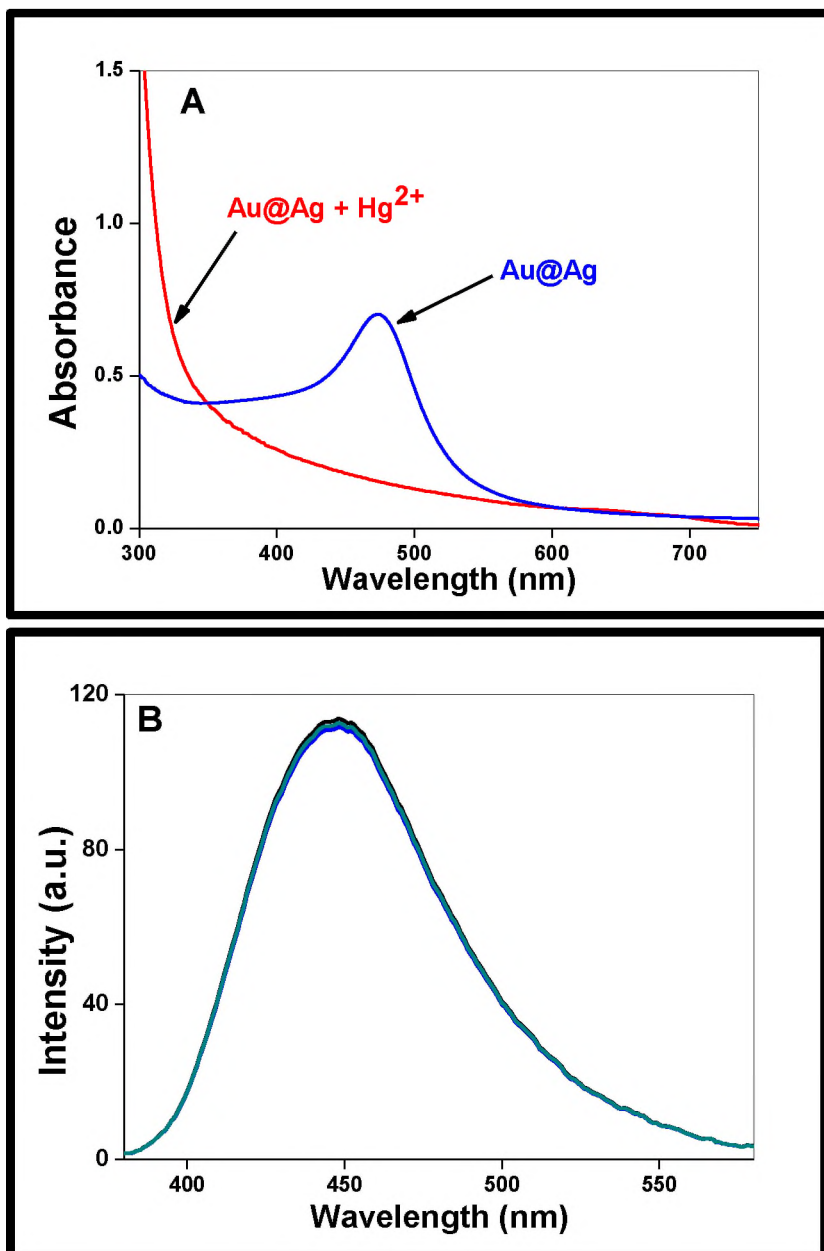 A
1.5
1.0
0.5
0.0
Au@Ag + Hg²⁺
Au@Ag
Absorbance
300 400 500 600 700
Wavelength (nm)
B
120
80
40
0
Intensity (a.u.)
400 450 500 550
Wavelength (nm)